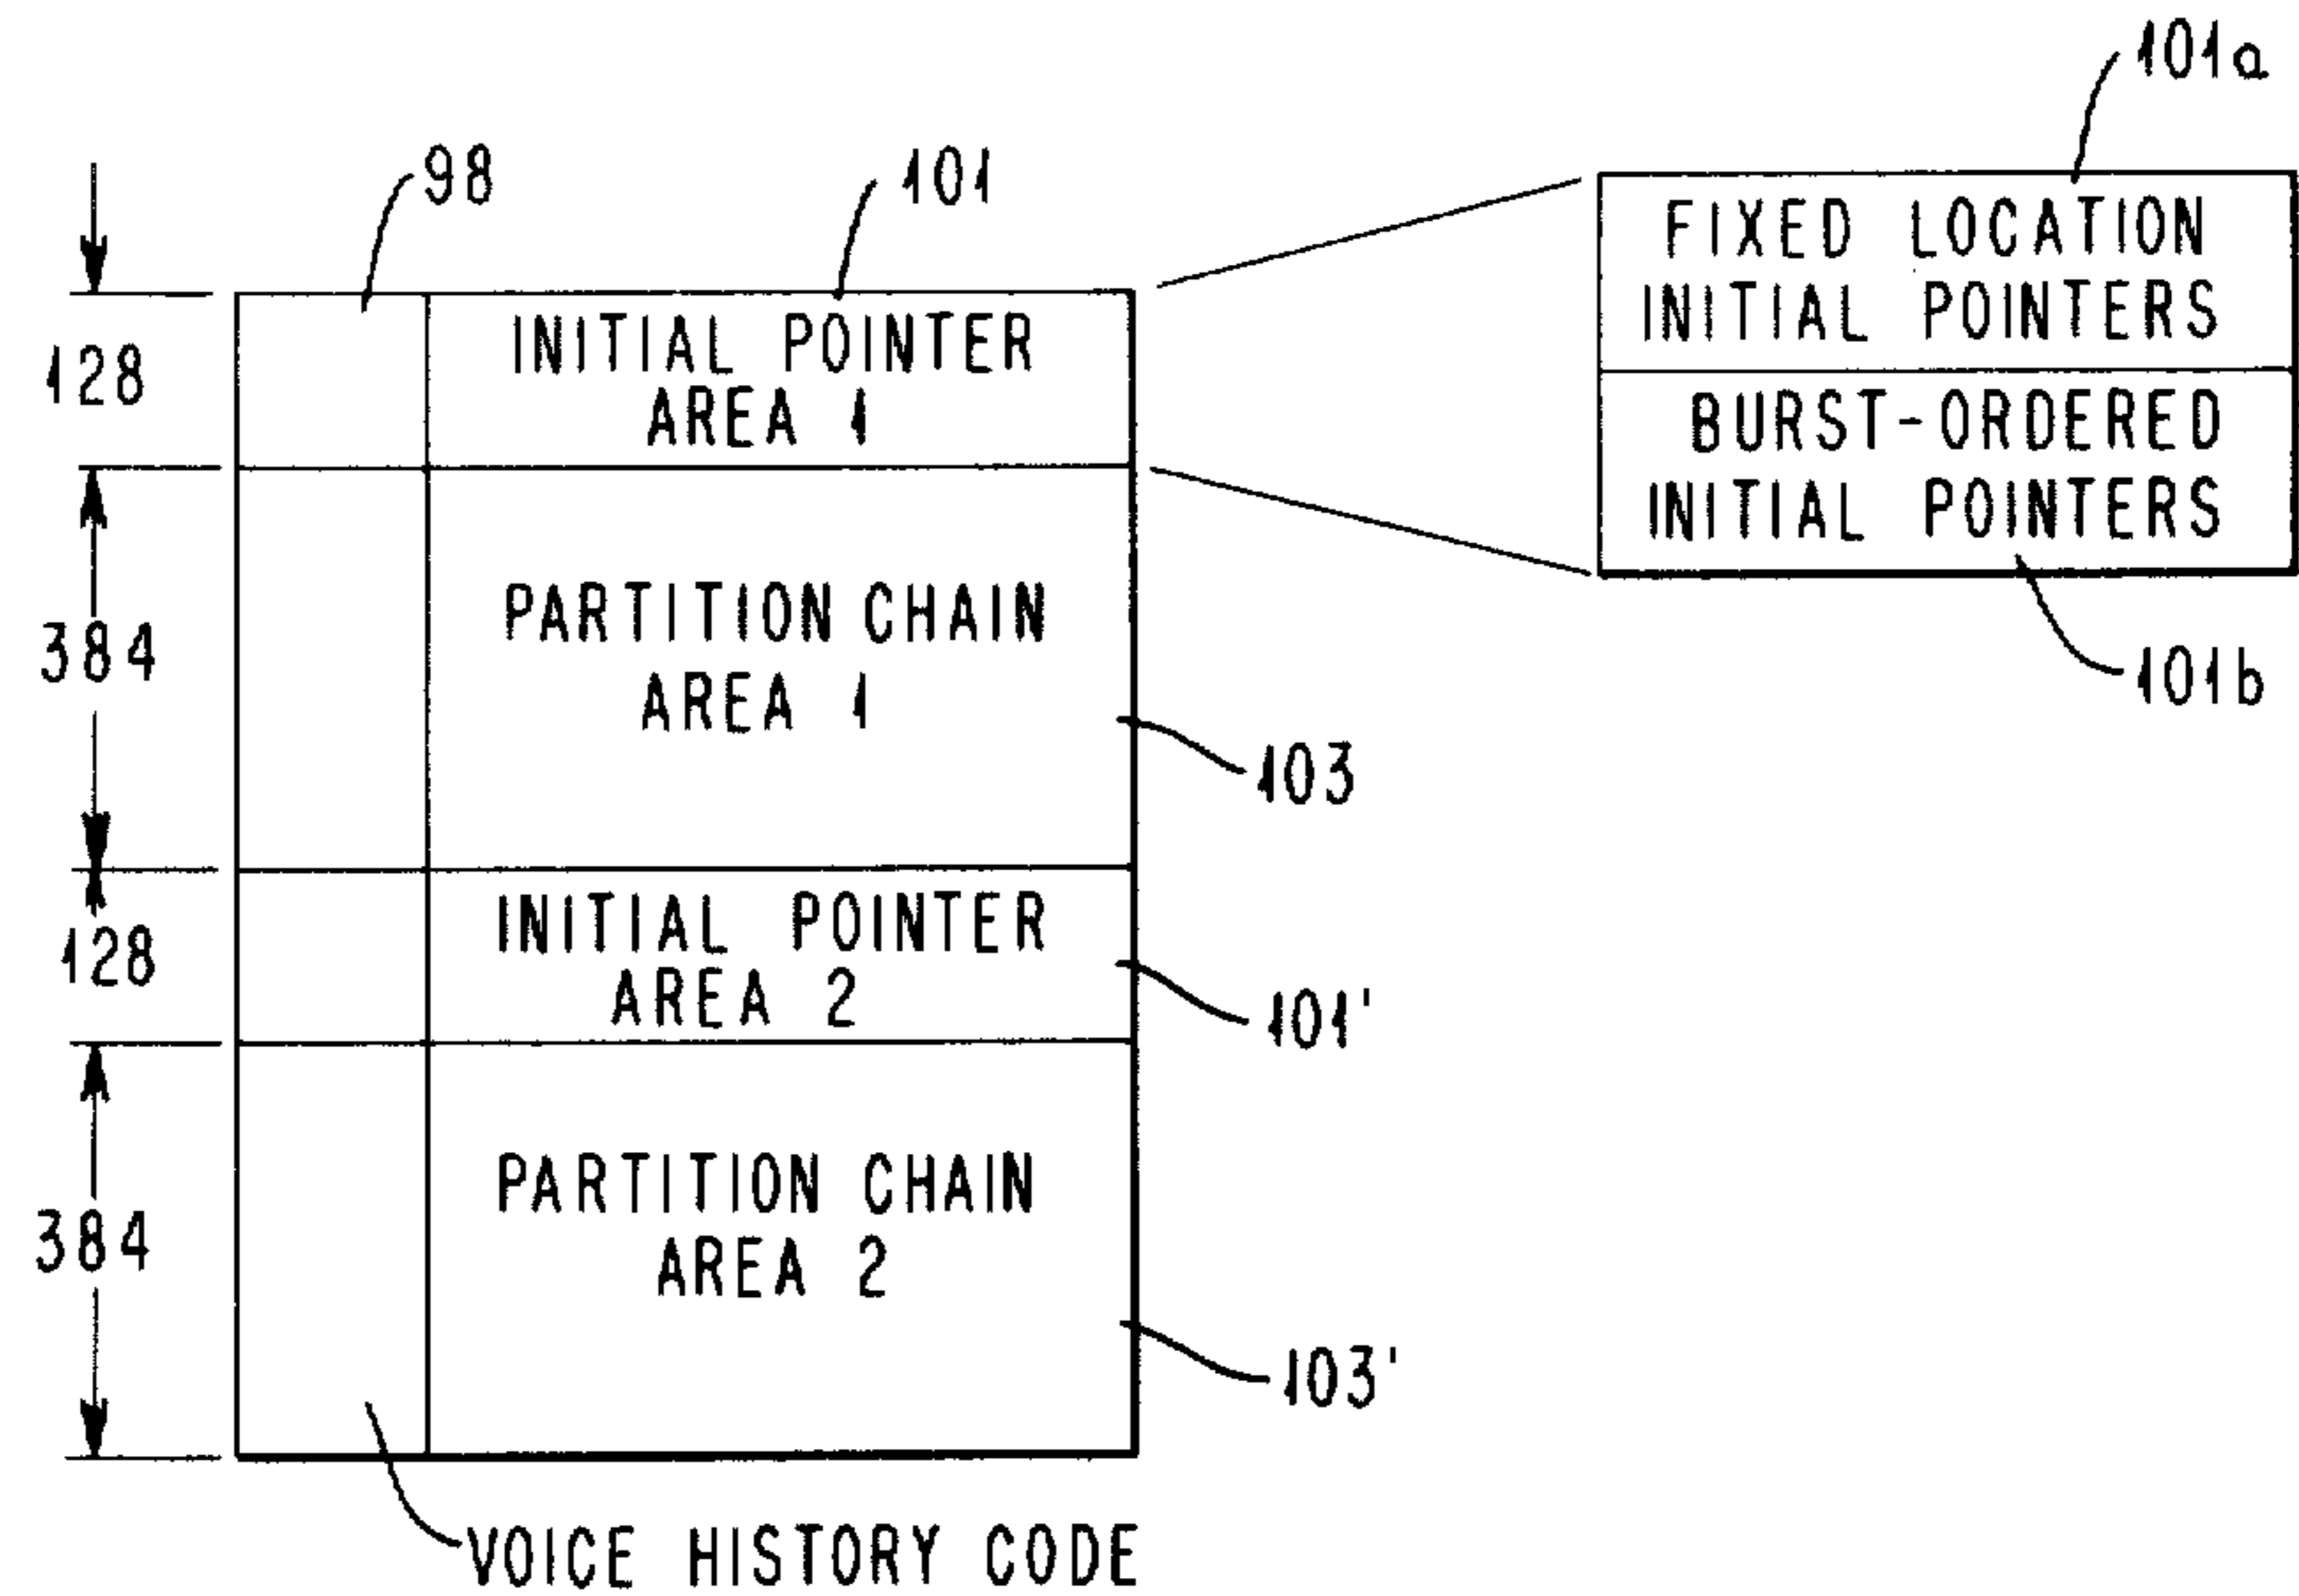 101a
98
101
FIXED LOCATION
INITIAL POINTERS
128
INITIAL POINTER
AREA 1
BURST-ORDERED
INITIAL POINTERS
384
PARTITION CHAIN
AREA 1
101b
103
128
INITIAL POINTER
AREA 2
101'
384
PARTITION CHAIN
AREA 2
103'
VOICE HISTORY CODE